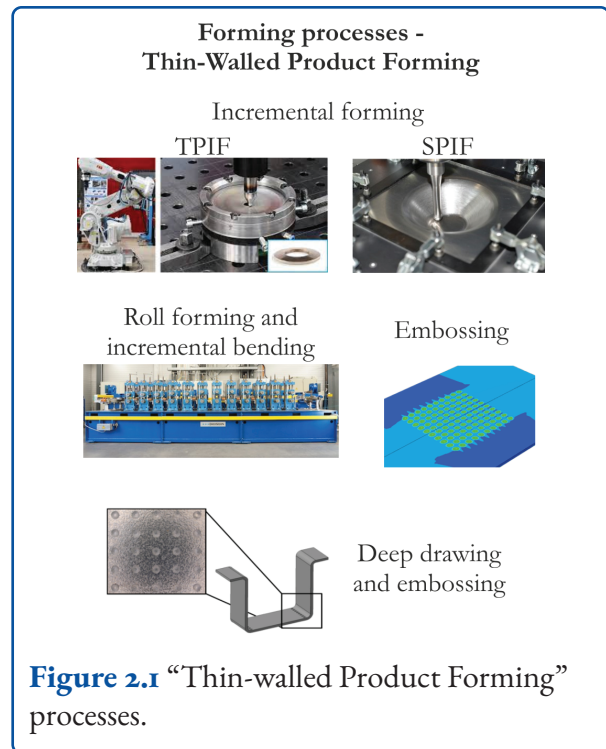 Forming processes -
Thin-Walled Product Forming
Incremental forming
TPIF
SPIF
Roll forming and
incremental bending
Embossing
Deep drawing
and embossing
Figure 2.1 “Thin-walled Product Forming”
processes.